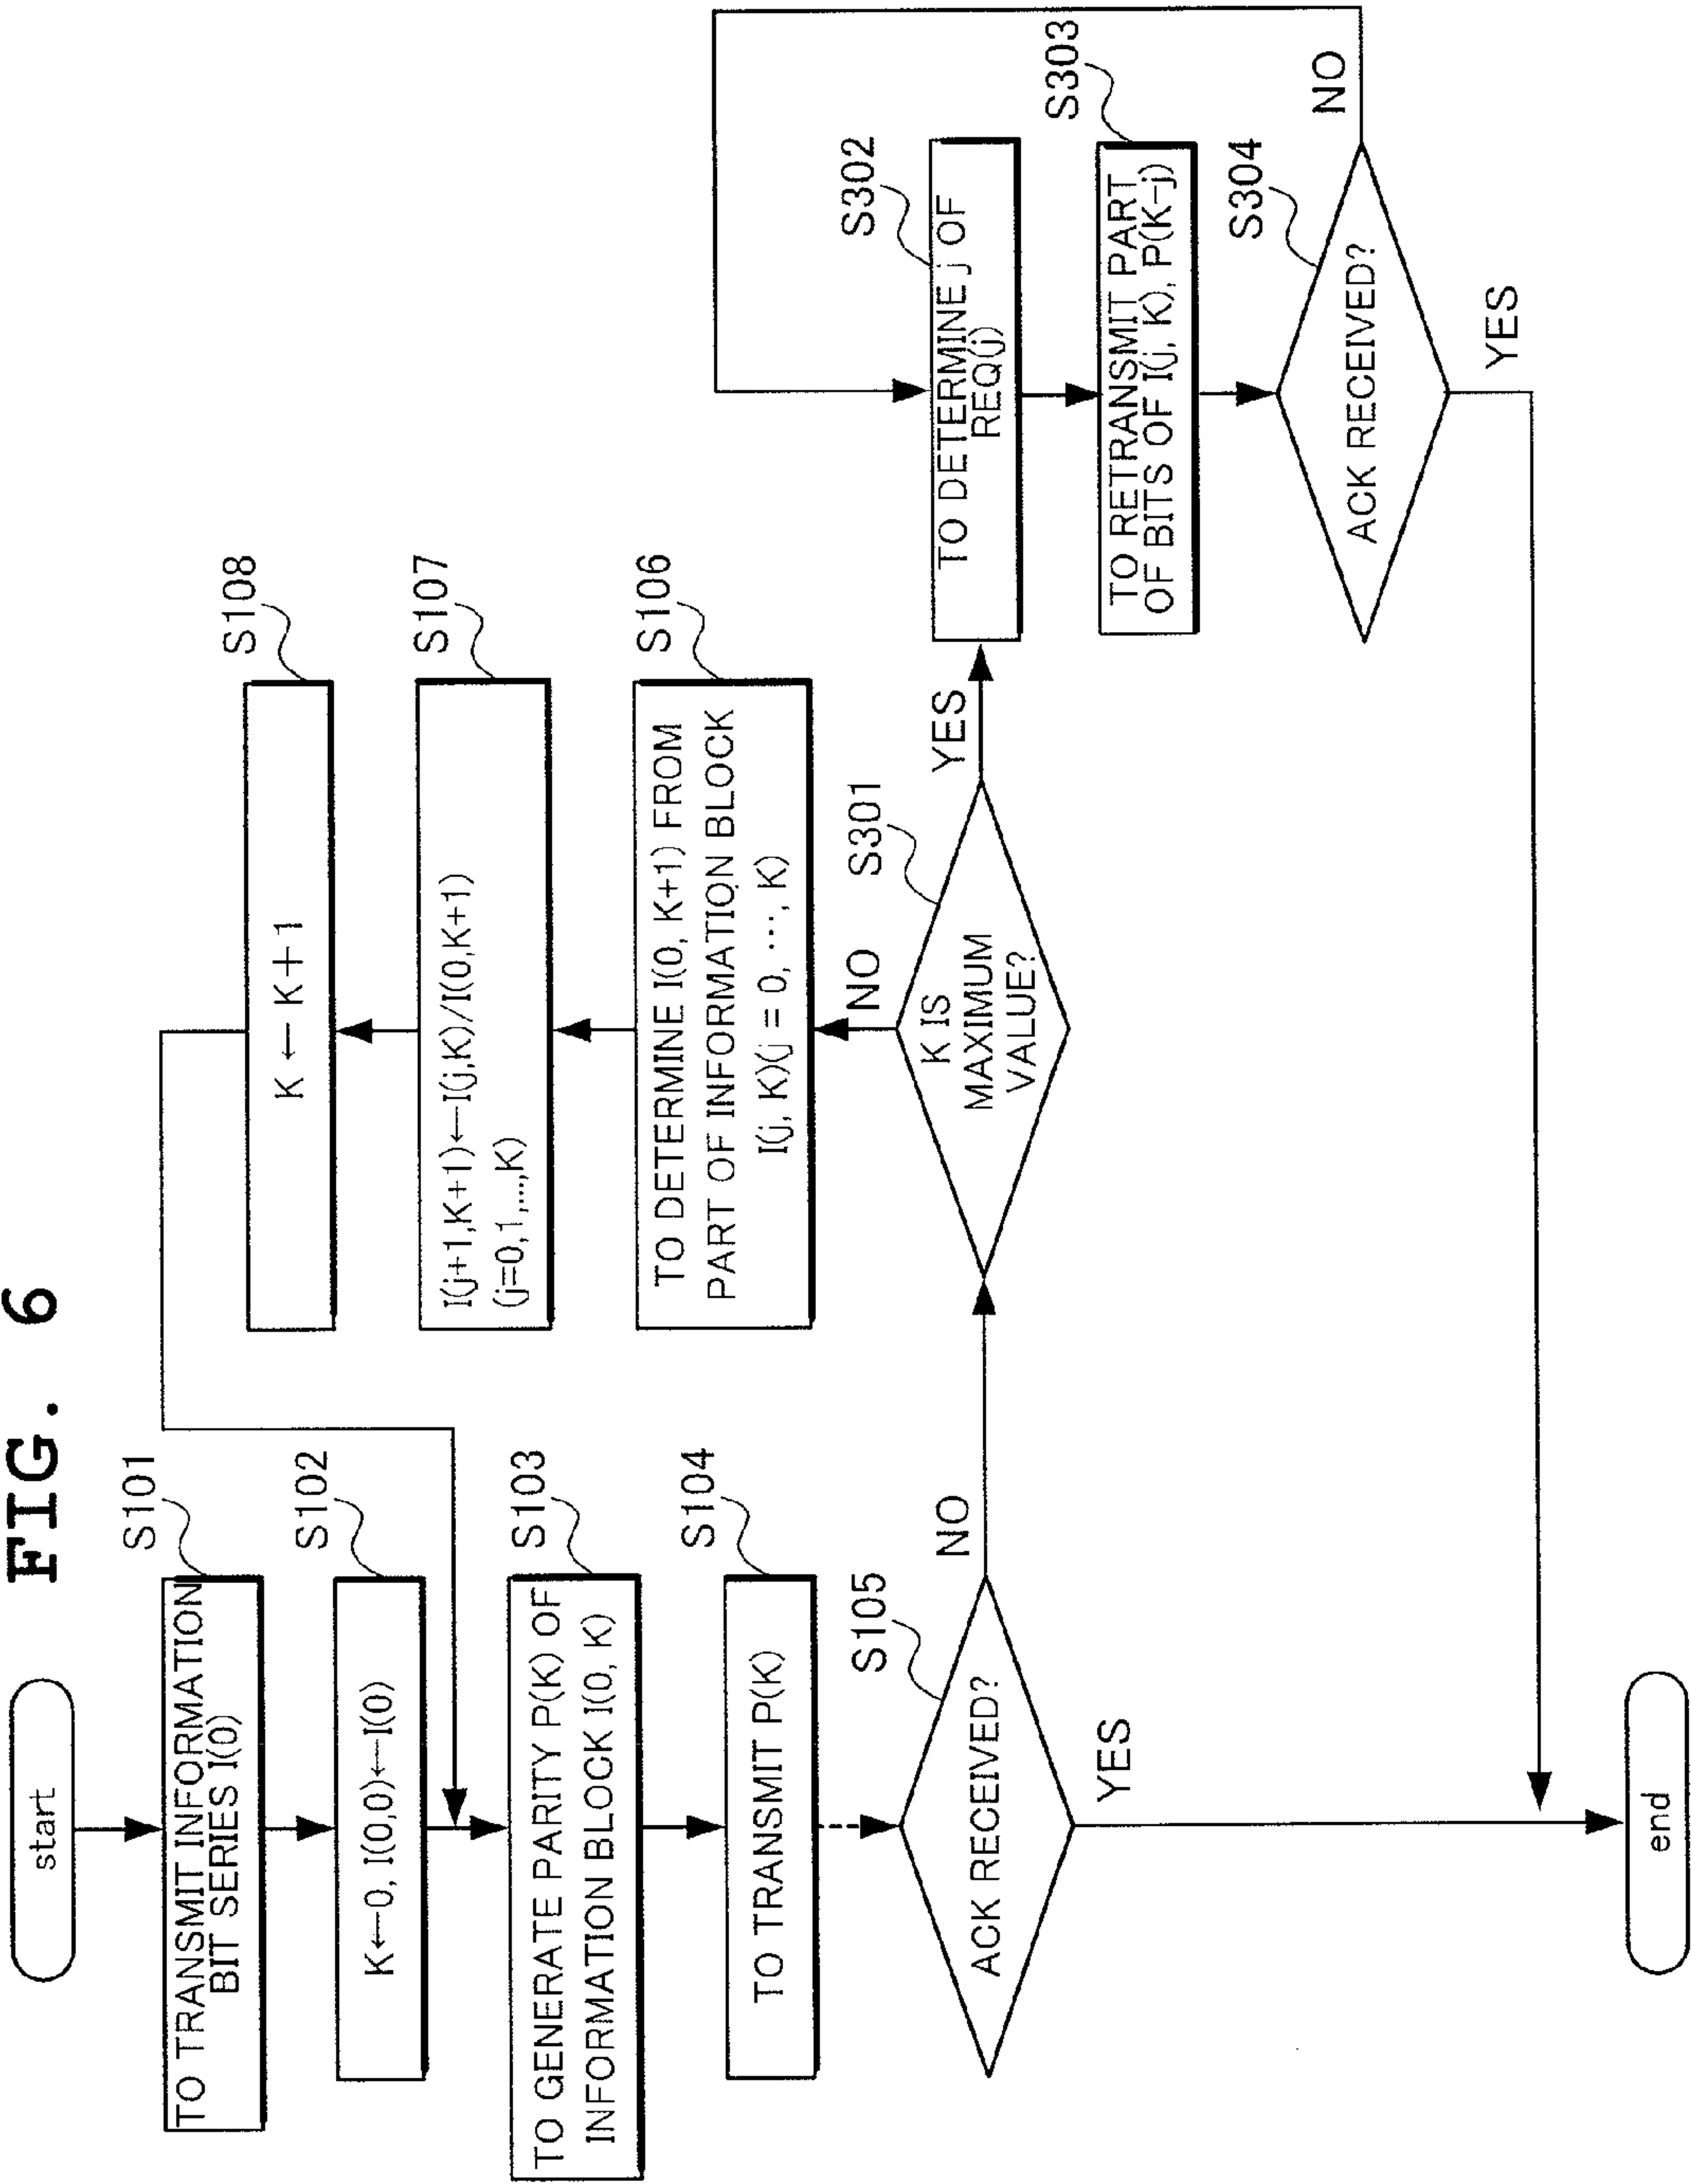 FIG. 6
start
S101
TO TRANSMIT INFORMATION
BIT SERIES I(0)
S102
K←0, I(0,0)←I(0)
S103
TO GENERATE PARITY P(K) OF
INFORMATION BLOCK I(0, K)
S104
TO TRANSMIT P(K)
S105
ACK RECEIVED?
NO
YES
end
S108
K←K+1
S107
I(j+1,K+1)←I(j,K)/I(0,K+1)
(j=0,1,...,K)
S106
TO DETERMINE I(0, K+1) FROM
PART OF INFORMATION BLOCK
I(j, K)(j = 0, ···, K)
NO
S301
K IS
MAXIMUM
VALUE?
YES
S302
TO DETERMINE j OF
REQ(j)
S303
TO RETRANSMIT PART
OF BITS OF I(j, K), P(K-j)
S304
ACK RECEIVED?
NO
YES